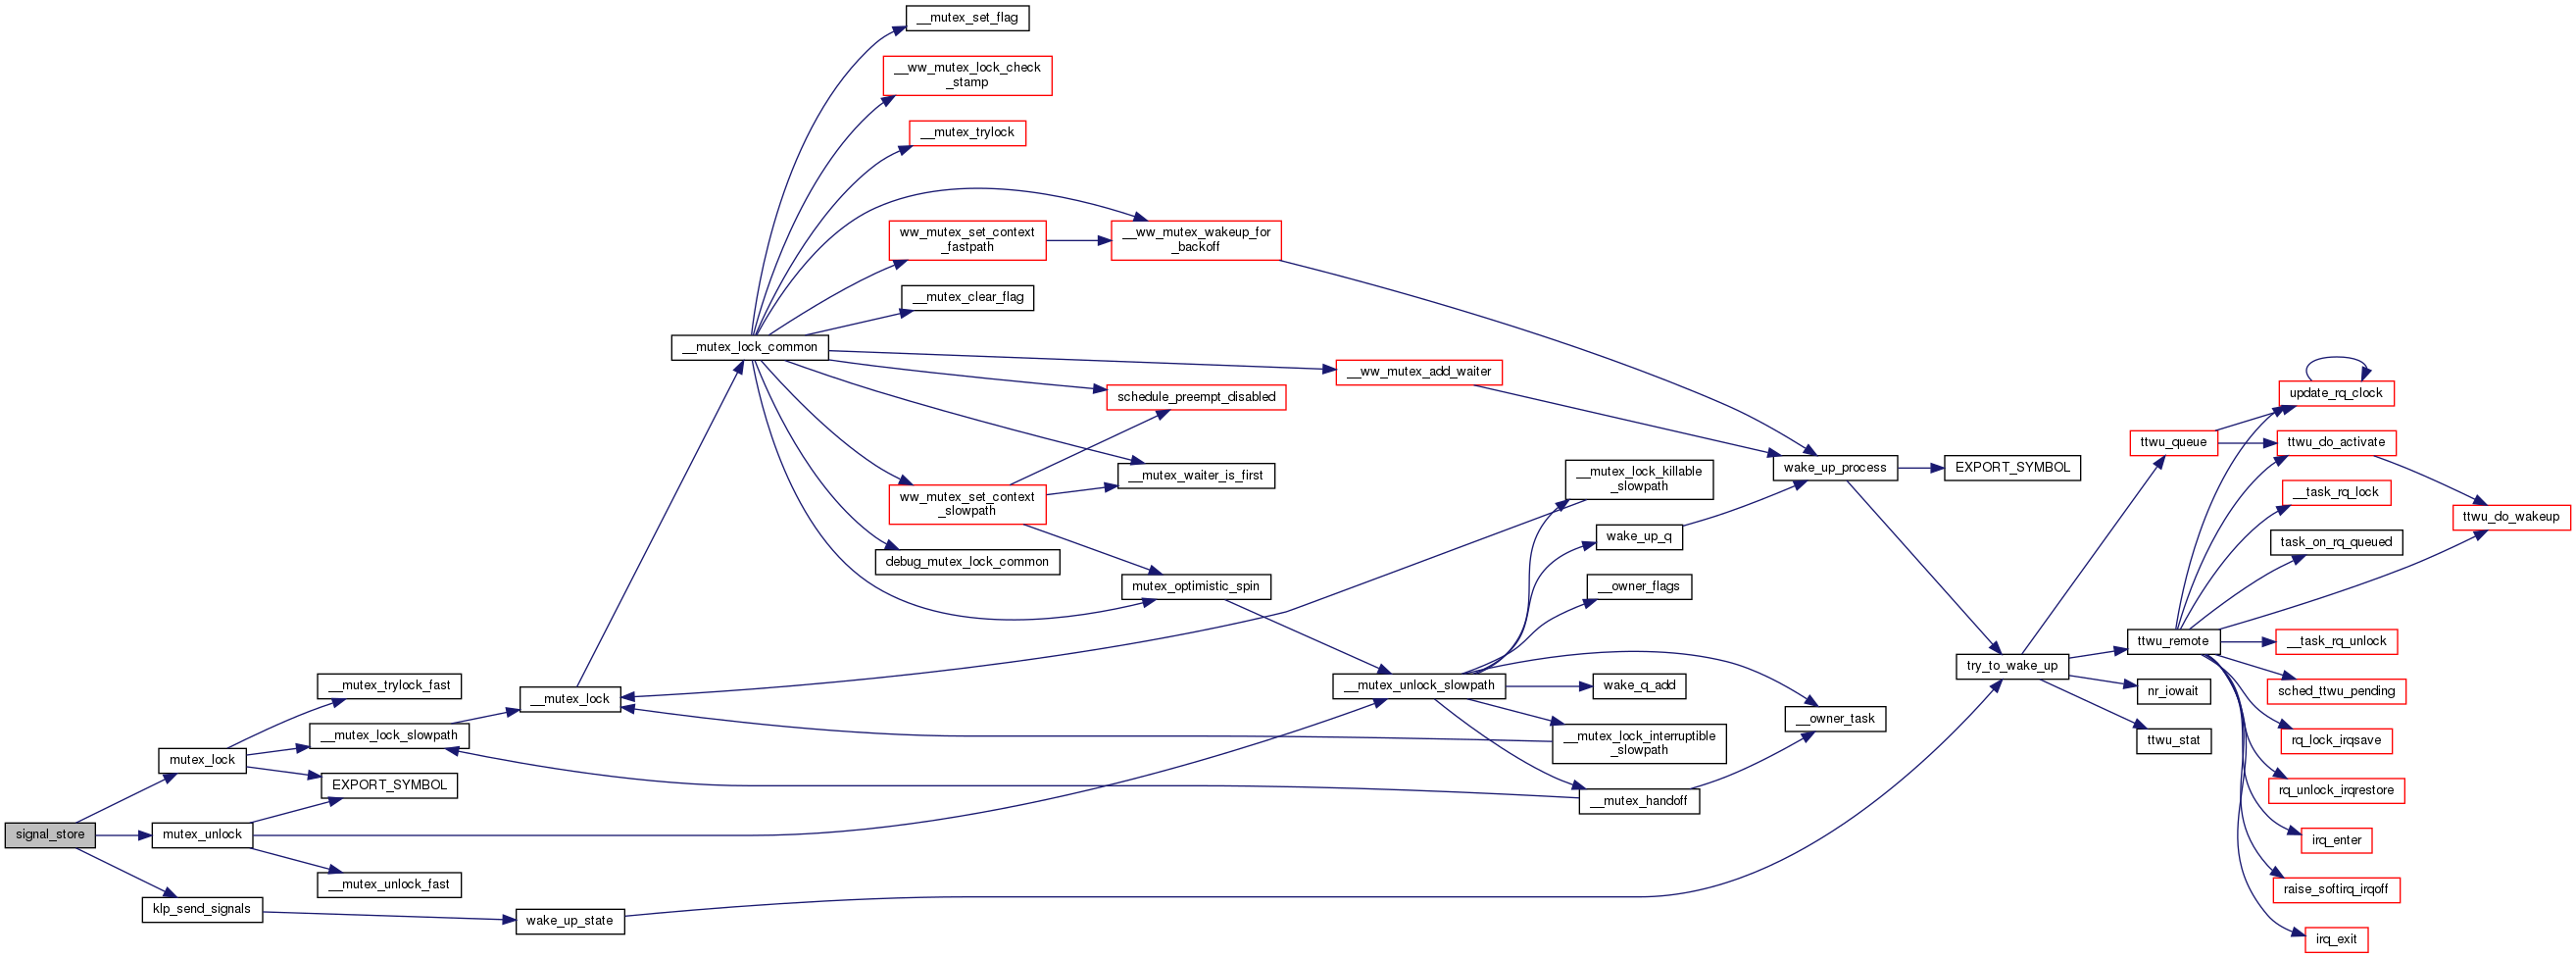 __mutex_set_flag
__ww_mutex_lock_check
_stamp
__mutex_trylock
ww_mutex_set_context
_fastpath
__ww_mutex_wakeup_for
_backoff
__mutex_clear_flag
__mutex_lock_common
__ww_mutex_add_waiter
schedule_preempt_disabled
update_rq_clock
ttwu_queue
ttwu_do_activate
wake_up_process
EXPORT_SYMBOL
__mutex_waiter_is_first
__mutex_lock_killable
_slowpath
__task_rq_lock
ww_mutex_set_context
_slowpath
ttwu_do_wakeup
wake_up_q
task_on_rq_queued
debug_mutex_lock_common
mutex_optimistic_spin
__owner_flags
ttwu_remote
__task_rq_unlock
try_to_wake_up
__mutex_trylock_fast
__mutex_unlock_slowpath
wake_q_add
nr_iowait
sched_ttwu_pending
__mutex_lock
__owner_task
__mutex_lock_slowpath
__mutex_lock_interruptible
_slowpath
ttwu_stat
rq_lock_irqsave
mutex_lock
EXPORT_SYMBOL
rq_unlock_irqrestore
__mutex_handoff
signal_store
mutex_unlock
irq_enter
__mutex_unlock_fast
raise_softirq_irqoff
klp_send_signals
wake_up_state
irq_exit